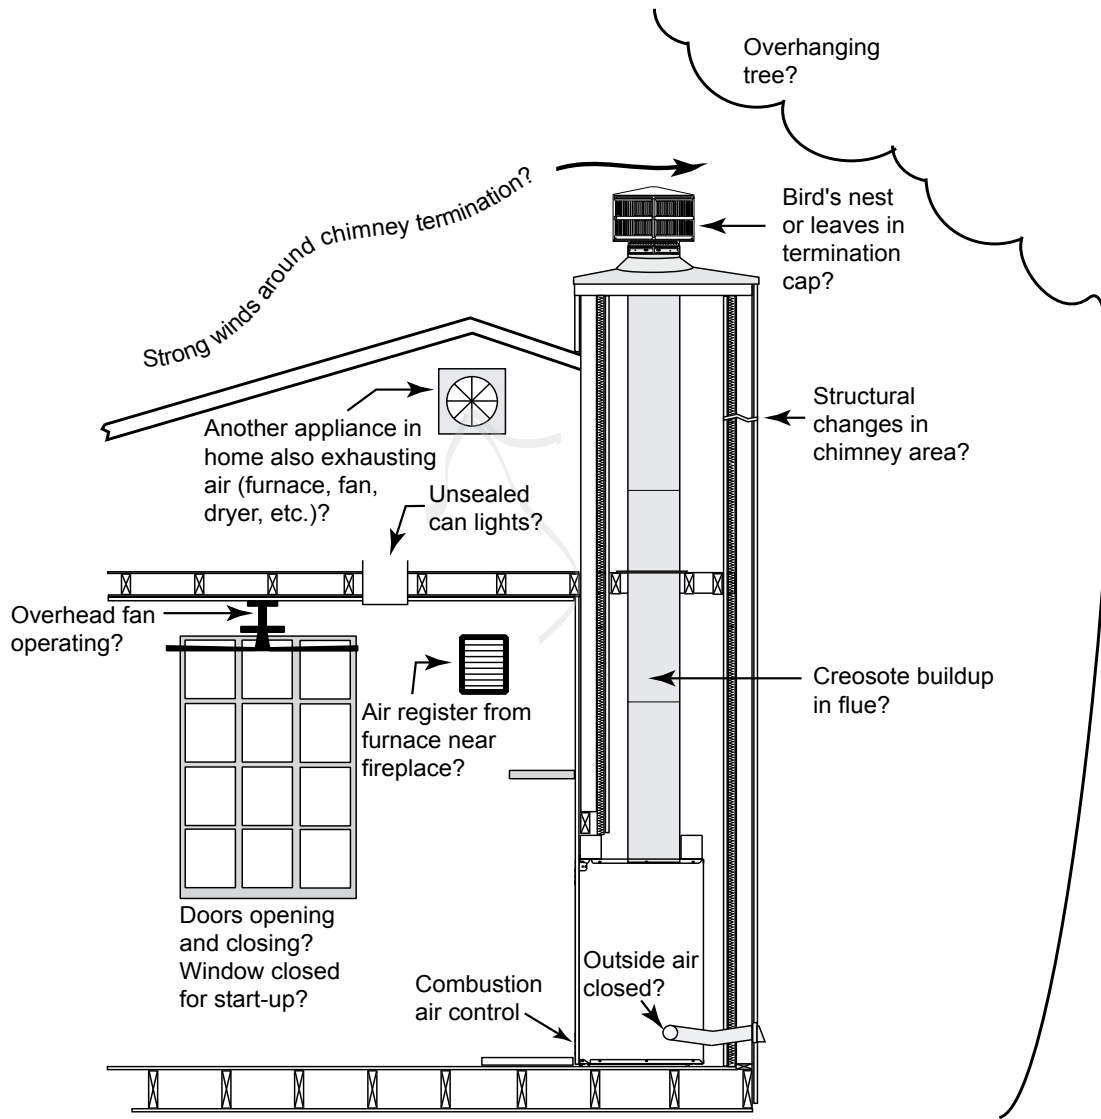 Overhanging
tree?
Strong winds around chimney termination?
Bird's nest
or leaves in
termination
cap?
Structural
changes in
chimney area?
Another appliance in
home also exhausting
air (furnace, fan,
dryer, etc.)?
Unsealed
can lights?
Overhead fan
operating?
Air register from
furnace near
fireplace?
Creosote buildup
in flue?
Doors opening
and closing?
Window closed
for start-up?
Combustion
air control
Outside air
closed?